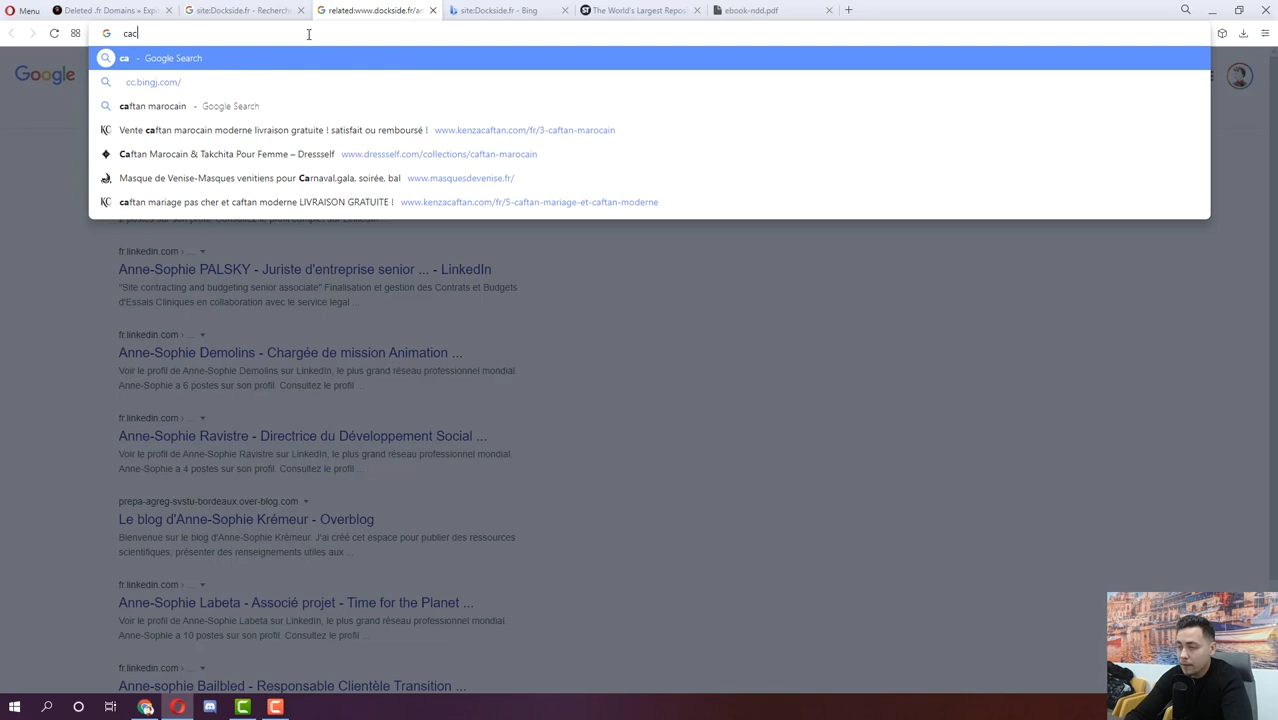 Menu
Deleted .fr Domains » Expi
site:Dockside.fr - Recherche
related:www.dockside.fr/a
site:Dockside.fr - Bing
The World's Largest Repos
ebook-ndd.pdf
cac
ca - Google Search
cc.bingj.com/
caftan marocain - Google Search
Vente caftan marocain moderne livraison gratuite ! satisfait ou remboursé ! www.kenzacaftan.com/fr/3-caftan-marocain
Caftan Marocain & Takchita Pour Femme – Dressself www.dressself.com/collections/caftan-marocain
Masque de Venise-Masques venitiens pour Carnaval,gala, soirée, bal www.masquesdevenise.fr/
caftan mariage pas cher et caftan moderne LIVRAISON GRATUITE ! www.kenzacaftan.com/fr/5-caftan-mariage-et-caftan-moderne
Google
fr.linkedin.com › ...
Anne-Sophie PALSKY - Juriste d'entreprise senior ... - LinkedIn
"Site contracting and budgeting senior associate" Finalisation et gestion des Contrats et Budgets
d'Essais Cliniques en collaboration avec le service legal ...
fr.linkedin.com › ...
Anne-Sophie Demolins - Chargée de mission Animation ...
Voir le profil de Anne-Sophie Demolins sur LinkedIn, le plus grand réseau professionnel mondial.
Anne-Sophie a 6 postes sur son profil. Consultez le profil ...
fr.linkedin.com › ...
Anne-Sophie Ravistre - Directrice du Développement Social ...
Voir le profil de Anne-Sophie Ravistre sur LinkedIn, le plus grand réseau professionnel mondial.
Anne-Sophie a 4 postes sur son profil. Consultez le profil ...
prepa-agreg-svstu-bordeaux.over-blog.com
Le blog d'Anne-Sophie Krémeur - Overblog
Bienvenue sur le blog d'Anne-Sophie Krémeur. J'ai créé cet espace pour publier des ressources
scientifiques, présenter des renseignements utiles aux ...
fr.linkedin.com › ...
Anne-Sophie Labeta - Associé projet - Time for the Planet ...
Voir le profil de Anne-Sophie Labeta sur LinkedIn, le plus grand réseau professionnel mondial.
Anne-Sophie a 10 postes sur son profil. Consultez le profil ...
fr.linkedin.com › ...
Anne-sophie Bailbled - Responsable Clientèle Transition ...